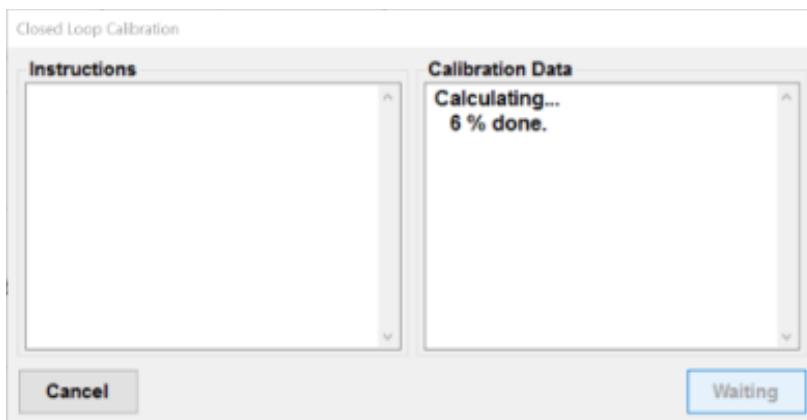 Closed Loop Calibration
Instructions
Calibration Data
Calculating...
6 % done.
Cancel
Waiting